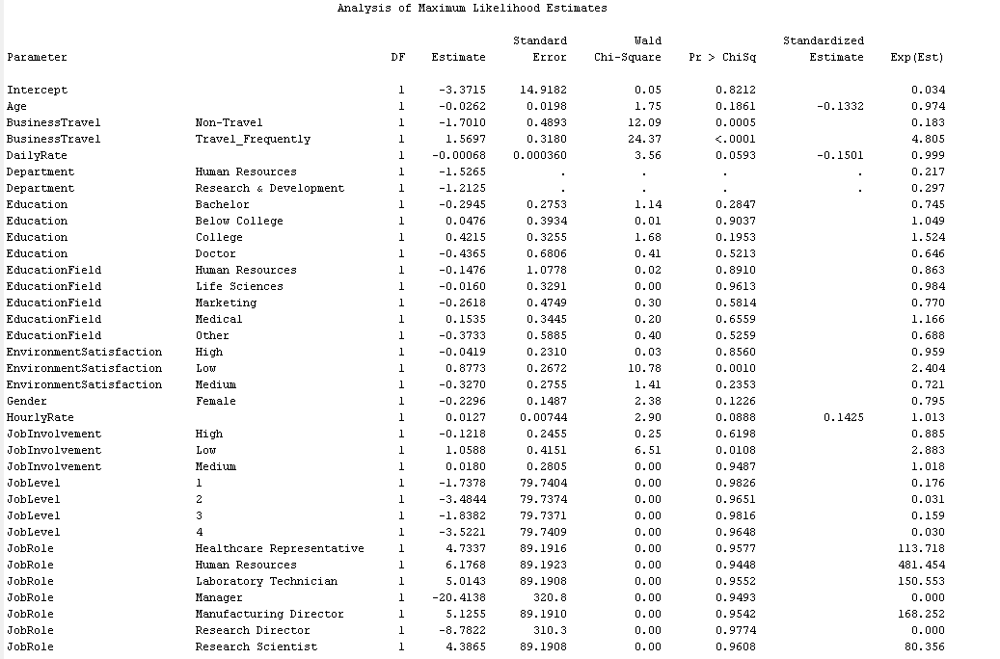 Analysis of Maximum Likelihood Estimates
Standard Wald Standardized
Parameter DF Estimate Error Chi-Square Pr > ChiSq Estimate Exp(Est)
Intercept 1 -3.3715 14.9182 0.05 0.8212 0.034
Age 1 -0.0262 0.0198 1.75 0.1861 -0.1332 0.974
BusinessTravel Non-Travel 1 -1.7010 0.4893 12.09 0.0005 0.183
BusinessTravel Travel_Frequently 1 1.5697 0.3180 24.37 <.0001 4.805
DailyRate 1 -0.00068 0.000360 3.56 0.0593 -0.1501 0.999
Department Human Resources 1 -1.5265 . . . . 0.217
Department Research & Development 1 -1.2125 . . . . 0.297
Education Bachelor 1 -0.2945 0.2753 1.14 0.2847 0.745
Education Below College 1 0.0476 0.3934 0.01 0.9037 1.049
Education College 1 0.4215 0.3255 1.68 0.1953 1.524
Education Doctor 1 -0.4365 0.6806 0.41 0.5213 0.646
EducationField Human Resources 1 -0.1476 1.0778 0.02 0.8910 0.863
EducationField Life Sciences 1 -0.0160 0.3291 0.00 0.9613 0.984
EducationField Marketing 1 -0.2618 0.4749 0.30 0.5814 0.770
EducationField Medical 1 0.1535 0.3445 0.20 0.6559 1.166
EducationField Other 1 -0.3733 0.5885 0.40 0.5259 0.688
EnvironmentSatisfaction High 1 -0.0419 0.2310 0.03 0.8560 0.959
EnvironmentSatisfaction Low 1 0.8773 0.2672 10.78 0.0010 2.404
EnvironmentSatisfaction Medium 1 -0.3270 0.2755 1.41 0.2353 0.721
Gender Female 1 -0.2296 0.1487 2.38 0.1226 0.795
HourlyRate 1 0.0127 0.00744 2.90 0.0888 0.1425 1.013
JobInvolvement High 1 -0.1218 0.2455 0.25 0.6198 0.885
JobInvolvement Low 1 1.0588 0.4151 6.51 0.0108 2.883
JobInvolvement Medium 1 0.0180 0.2805 0.00 0.9487 1.018
JobLevel 1 1 -1.7378 79.7404 0.00 0.9826 0.176
JobLevel 2 1 -3.4844 79.7374 0.00 0.9651 0.031
JobLevel 3 1 -1.8382 79.7371 0.00 0.9816 0.159
JobLevel 4 1 -3.5221 79.7409 0.00 0.9648 0.030
JobRole Healthcare Representative 1 4.7337 89.1916 0.00 0.9577 113.718
JobRole Human Resources 1 6.1768 89.1923 0.00 0.9448 481.454
JobRole Laboratory Technician 1 5.0143 89.1908 0.00 0.9552 150.553
JobRole Manager 1 -20.4138 320.8 0.00 0.9493 0.000
JobRole Manufacturing Director 1 5.1255 89.1910 0.00 0.9542 168.252
JobRole Research Director 1 -8.7822 310.3 0.00 0.9774 0.000
JobRole Research Scientist 1 4.3865 89.1908 0.00 0.9608 80.356